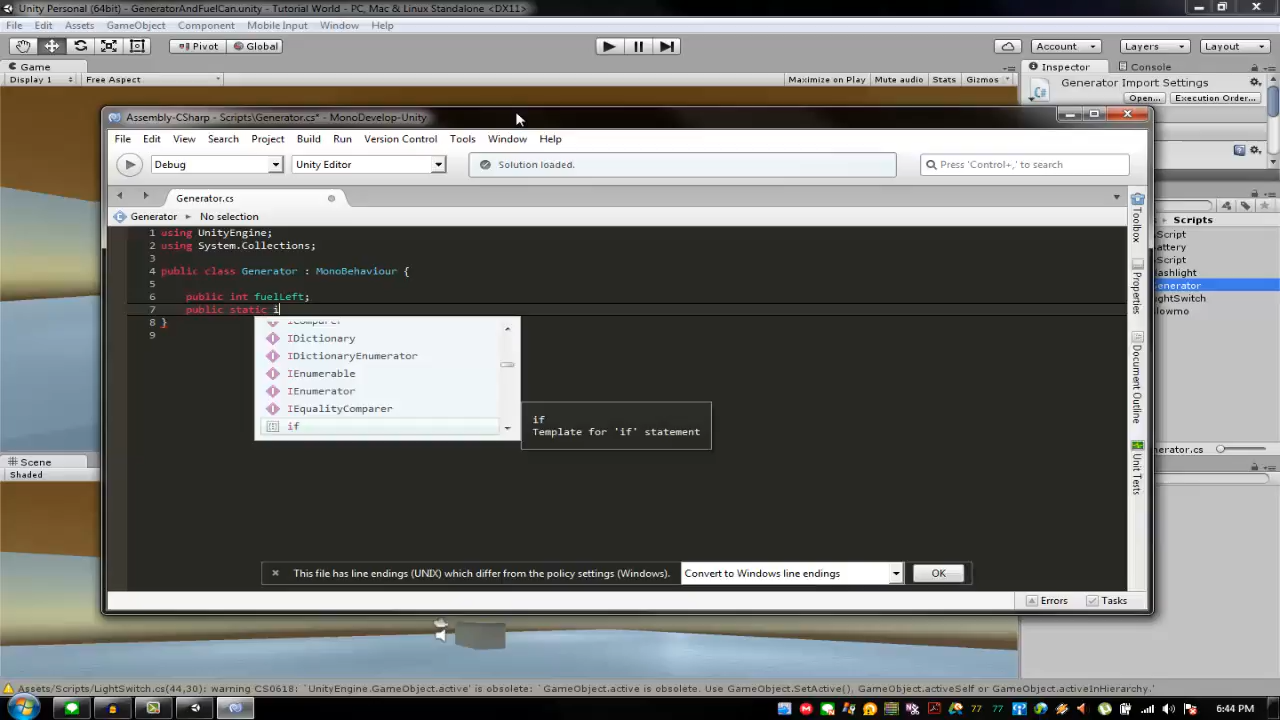 Unity Personal (64bit) - GeneratorAndFuelCan.unity - Tutorial World - PC, Mac & Linux Standalone <DX11>
File Edit Assets GameObject Component Mobile Input Window Help
Pivot Global Account Layers Layout
Game Inspector Console
Display 1 Free Aspect Maximize on Play Mute audio Stats Gizmos
Generator Import Settings
Open... Execution Order...
Assembly-CSharp - Scripts\Generator.cs* - MonoDevelop-Unity
File Edit View Search Project Build Run Version Control Tools Window Help
Debug Unity Editor Solution loaded. Press 'Control+,' to search
Generator.cs
Generator No selection
1 using UnityEngine;
2 using System.Collections;
3
4 public class Generator : MonoBehaviour {
5
6 public int fuelLeft;
7 public static i
8 }
9
IComparer
IDictionary
IDictionaryEnumerator
IEnumerable
IEnumerator
IEqualityComparer
if
if
Template for 'if' statement
Toolbox
Properties
Document Outline
Unit Tests
Scripts
Script
attery
Script
lashlight
Generator
ightSwitch
lowmo
enerator.cs
Scene
Shaded
This file has line endings (UNIX) which differ from the policy settings (Windows). Convert to Windows line endings OK
Errors Tasks
Assets/Scripts/LightSwitch.cs(44,30): warning CS0618: `UnityEngine.GameObject.active' is obsolete: `GameObject.active is obsolete. Use GameObject.SetActive(), GameObject.activeSelf or GameObject.activeInHierarchy.'
77 77 6:44 PM